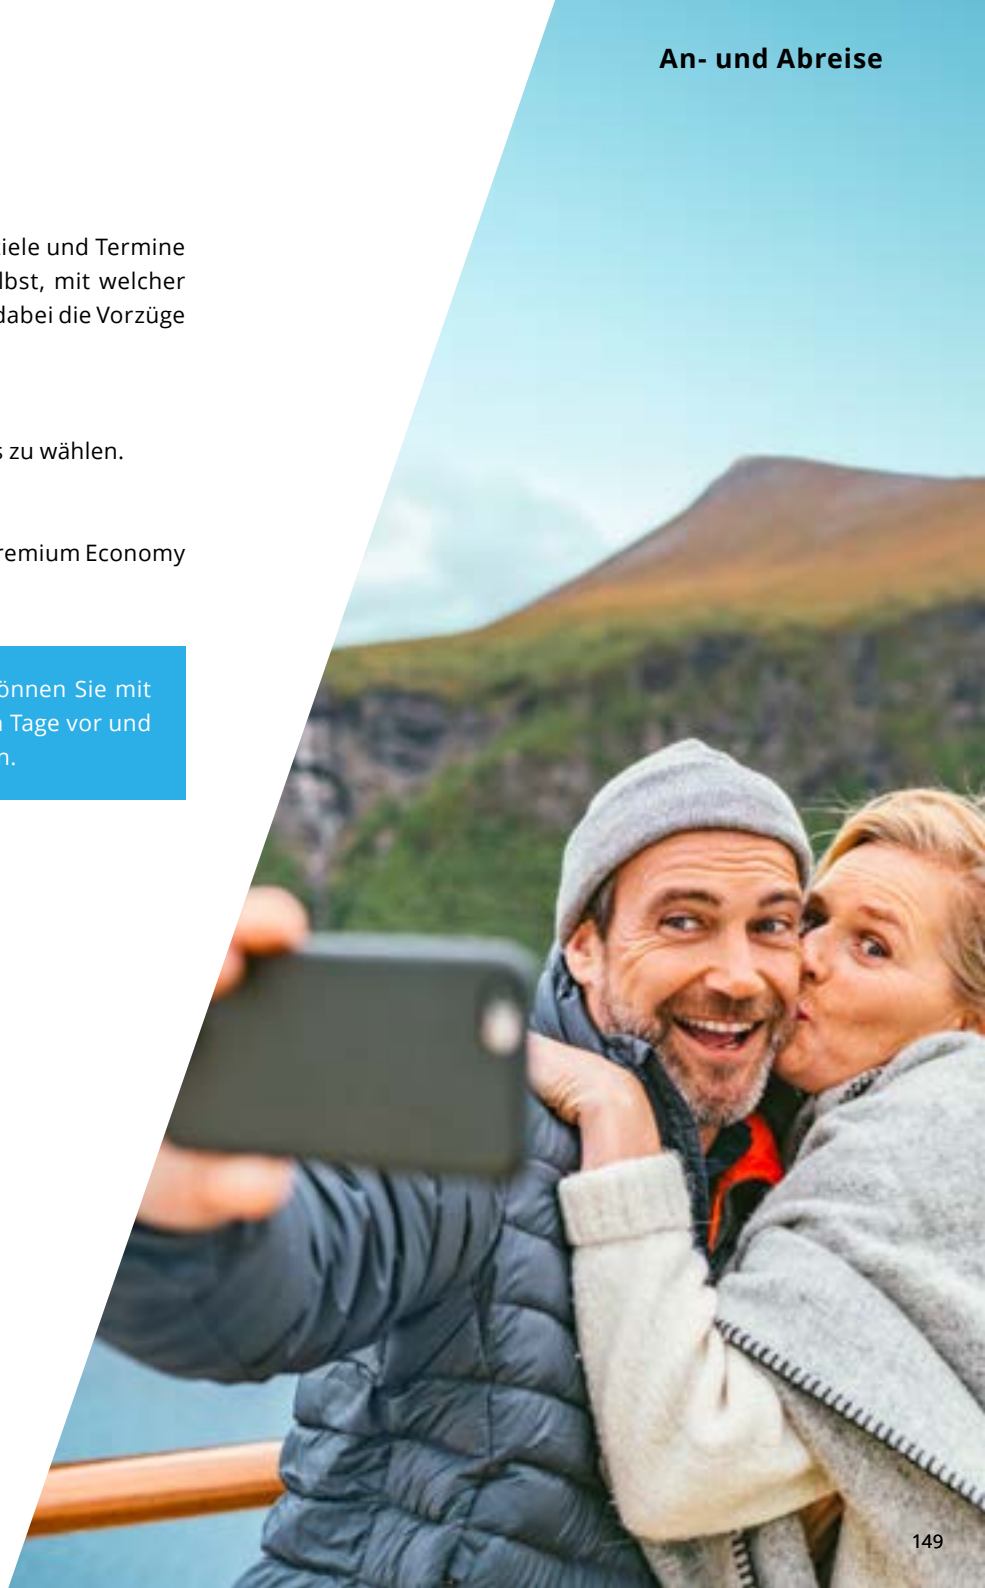 An- und Abreise
iele und Termine
lbst, mit welcher
dabei die Vorzüge
s zu wählen.
remium Economy
önnen Sie mit
Tage vor und
n.
149